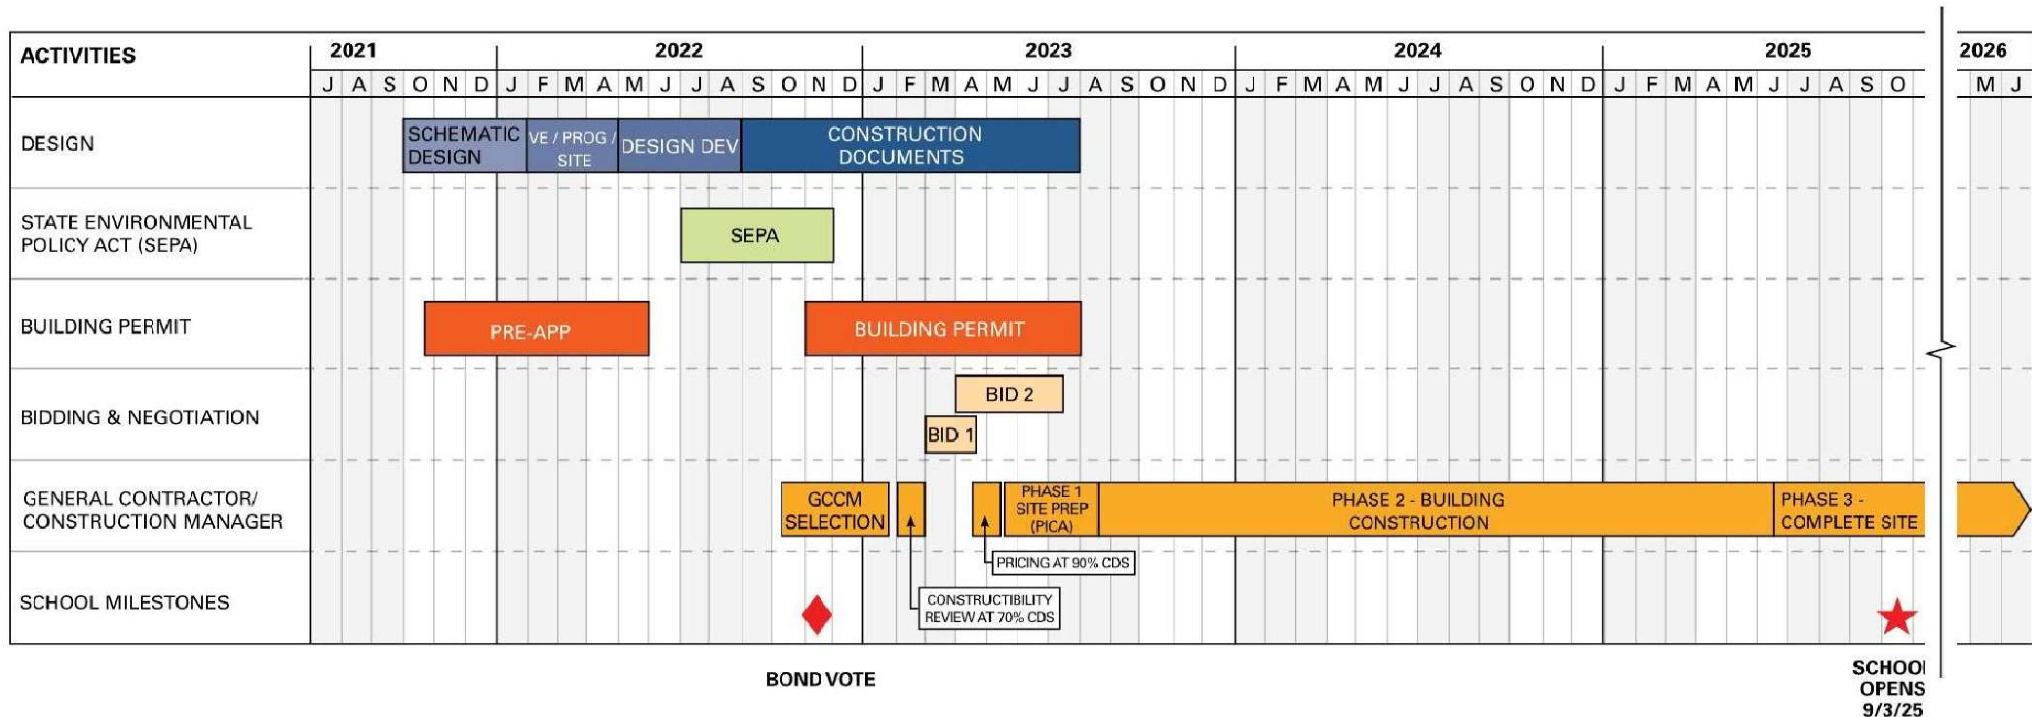 ACTIVITIES
2021 2022 2023 2024 2025 2026
J A S O N D J F M A M J J A S O N D J F M A M J J A S O N D J F M A M J J A S O N D J F M A M J J A S O M J
DESIGN
SCHEMATIC
DESIGN
VE / PROG /
SITE
DESIGN DEV
CONSTRUCTION
DOCUMENTS
STATE ENVIRONMENTAL
POLICY ACT (SEPA)
SEPA
BUILDING PERMIT
PRE-APP
BUILDING PERMIT
BIDDING & NEGOTIATION
BID 2
BID 1
GENERAL CONTRACTOR/
CONSTRUCTION MANAGER
GCCM
SELECTION
PHASE 1
SITE PREP
(PICA)
PHASE 2 - BUILDING
CONSTRUCTION
PHASE 3 -
COMPLETE SITE
PRICING AT 90% CDS
SCHOOL MILESTONES
CONSTRUCTIBILITY
REVIEW AT 70% CDS
BOND VOTE
SCHOOL
OPENS
9/3/25